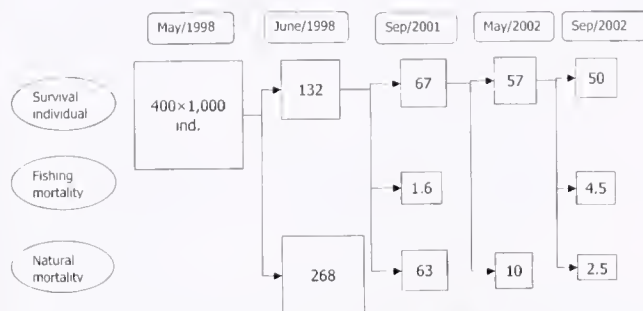 May/1998
June/1998
Sep/2001
May/2002
Sep/2002
Survival
individual
400×1,000
ind.
132
67
57
50
Fishing
mortality
1.6
4.5
Natural
mortality
268
63
10
2.5